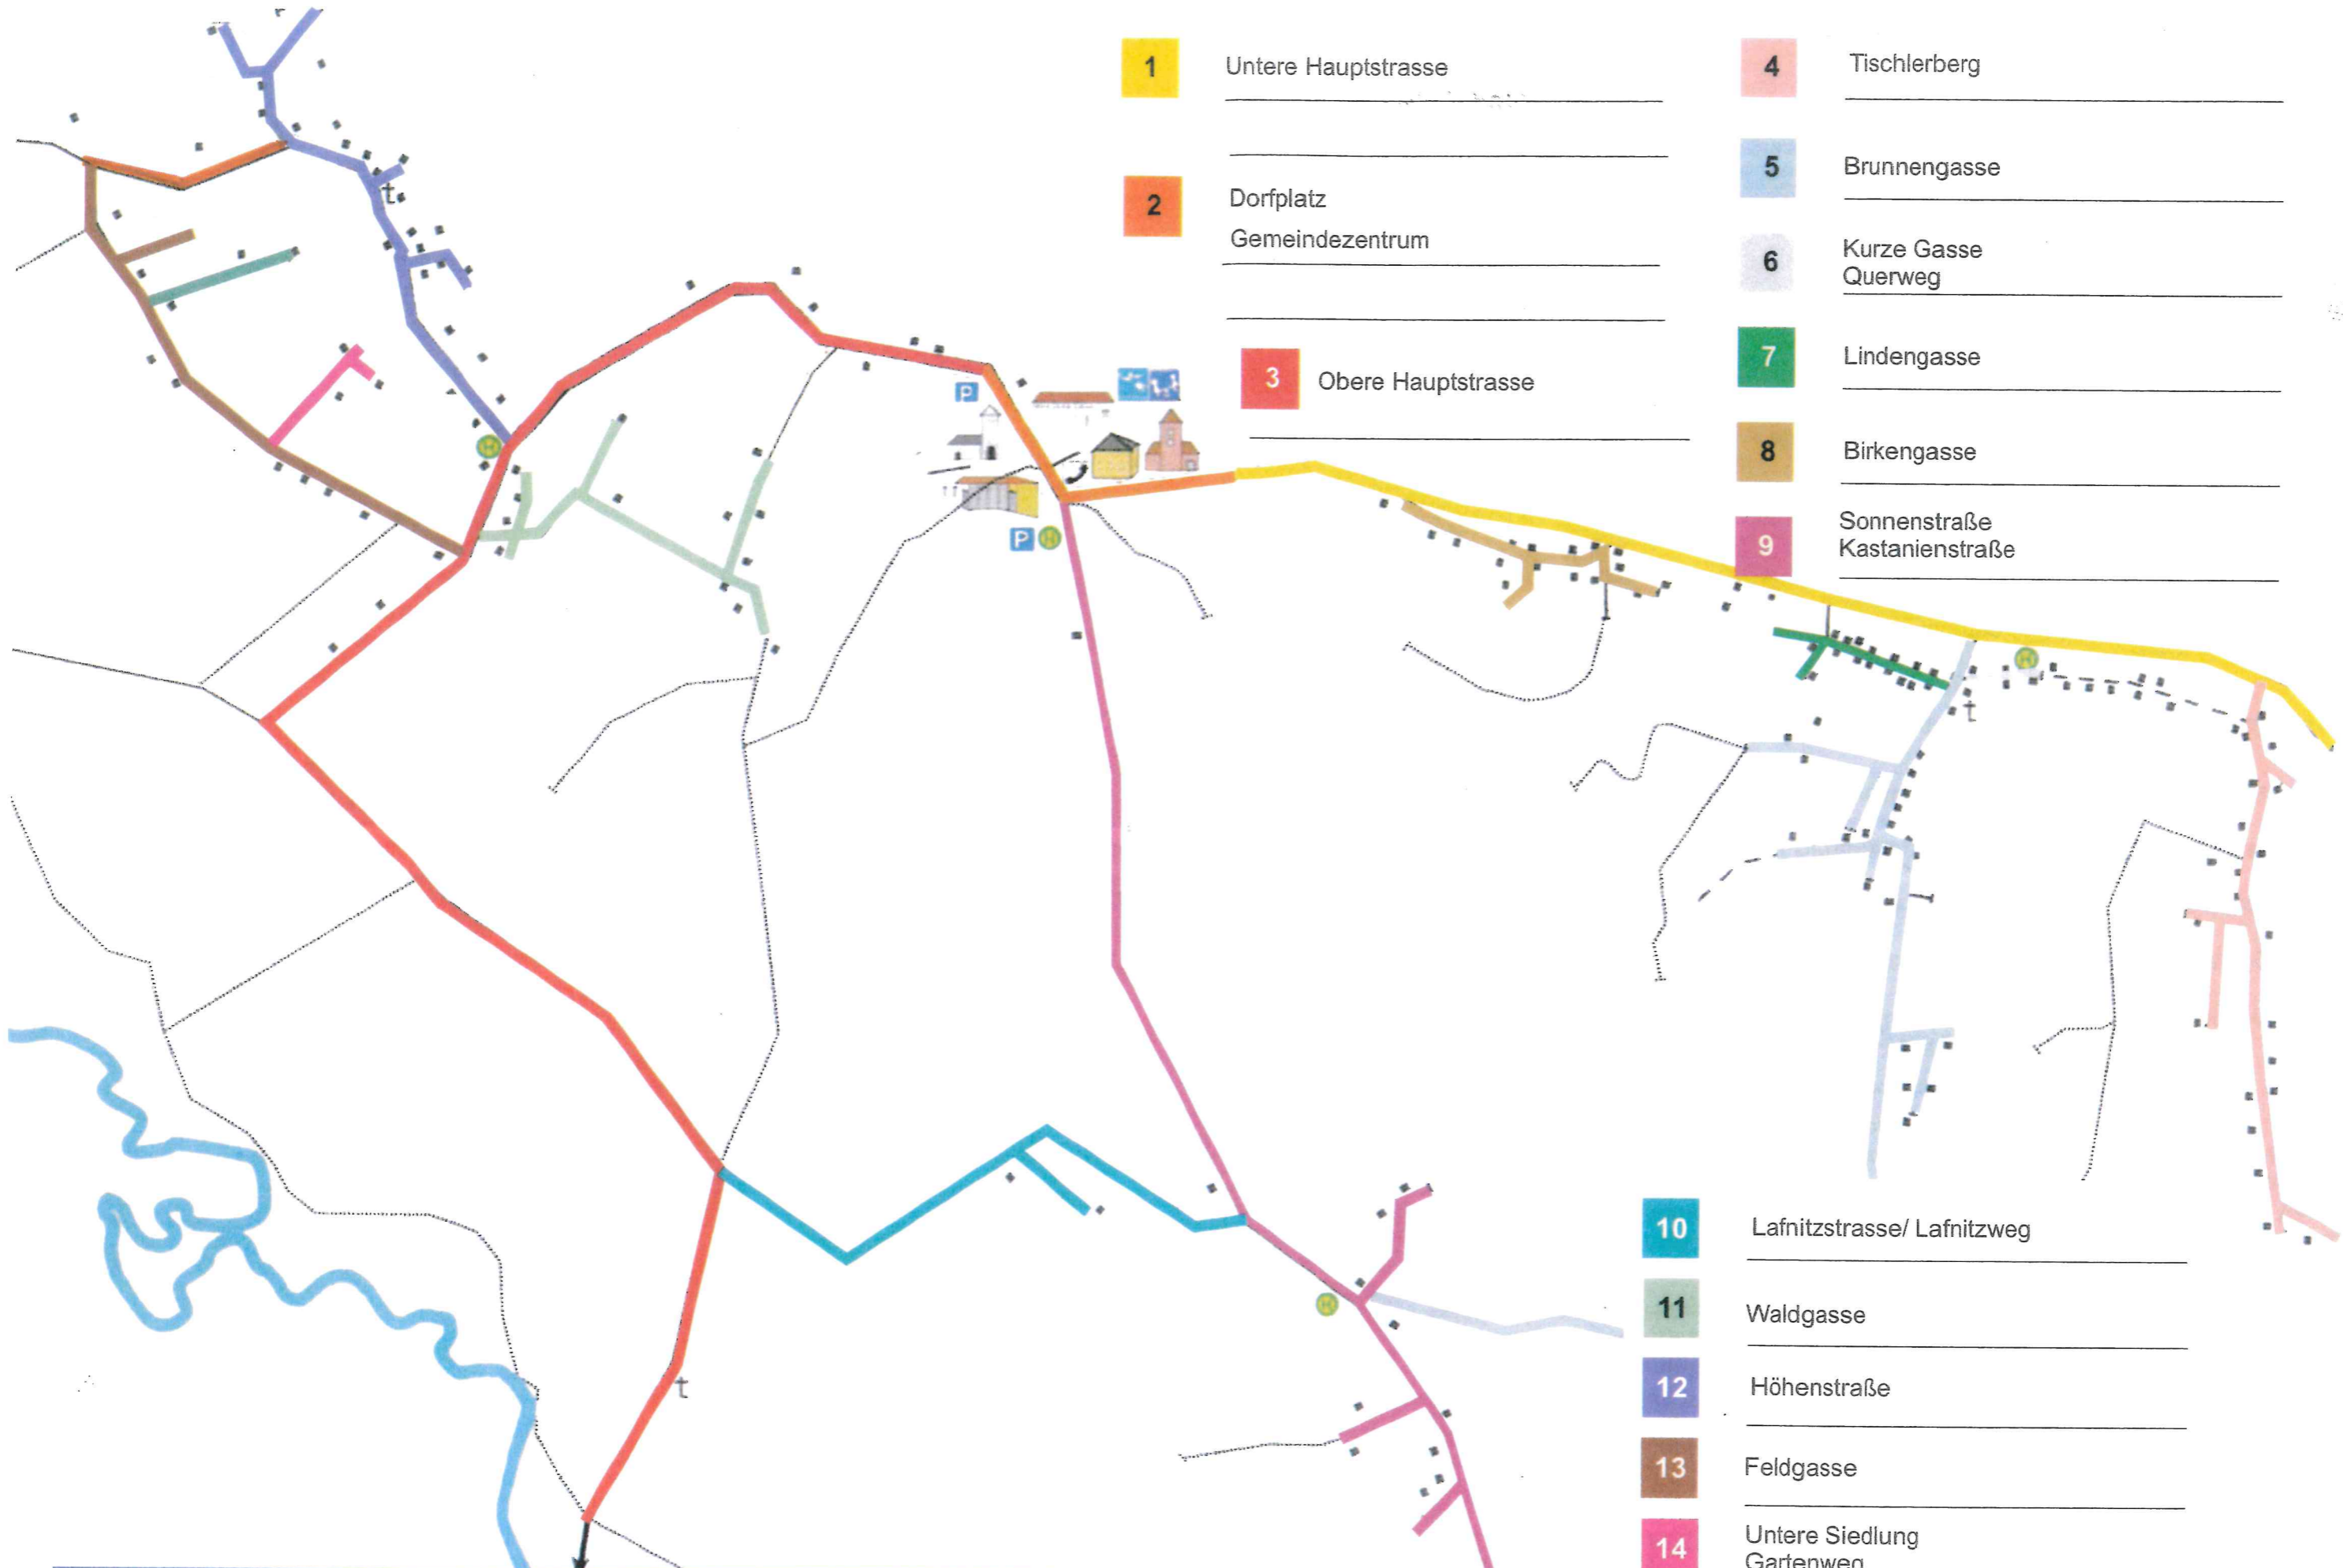 1 Untere Hauptstrasse
2 Dorfplatz
Gemeindezentrum
3 Obere Hauptstrasse
4 Tischlerberg
5 Brunnengasse
6 Kurze Gasse
Querweg
7 Lindengasse
8 Birkengasse
9 Sonnenstraße
Kastanienstraße
P
P
H
H
H
H
t
t
t
10 Lafnitzstrasse/ Lafnitzweg
11 Waldgasse
12 Höhenstraße
13 Feldgasse
14 Untere Siedlung
Gartenweg